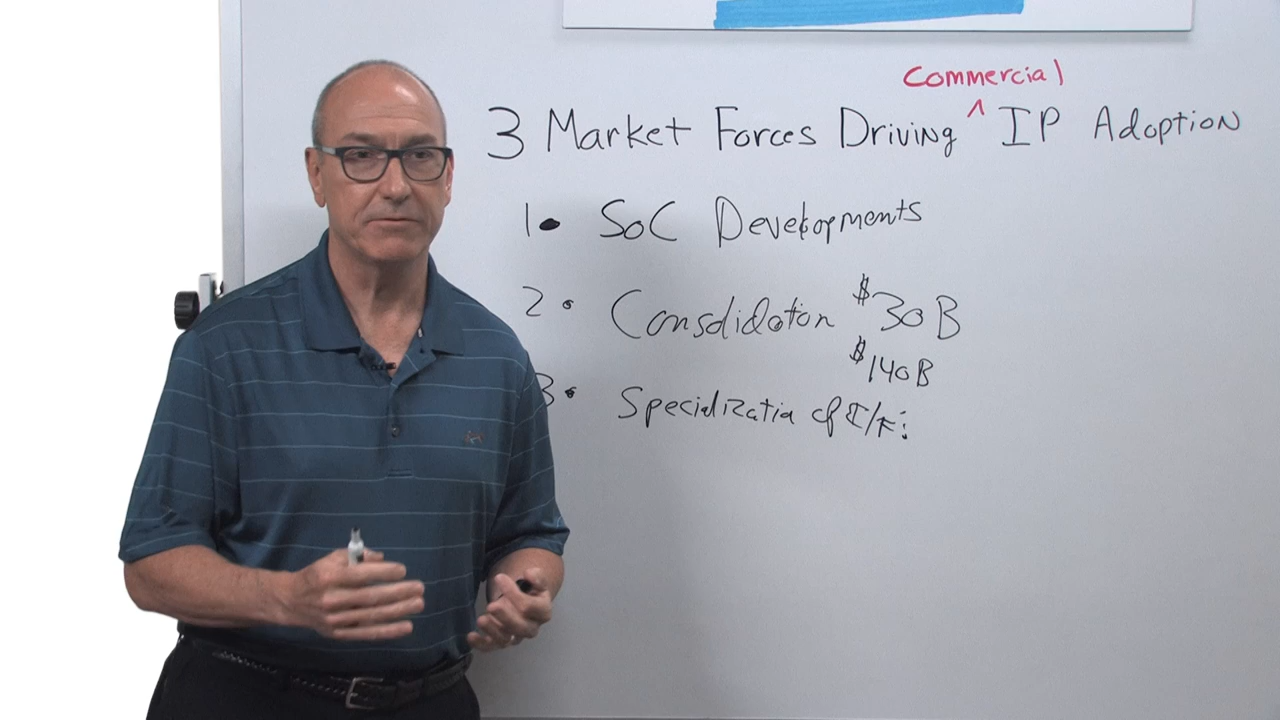 Commercial
3 Market Forces Driving ^ IP Adoption
1. SoC Developments
2. Consolidation $30B
$140B
3. Specialization of I/F: